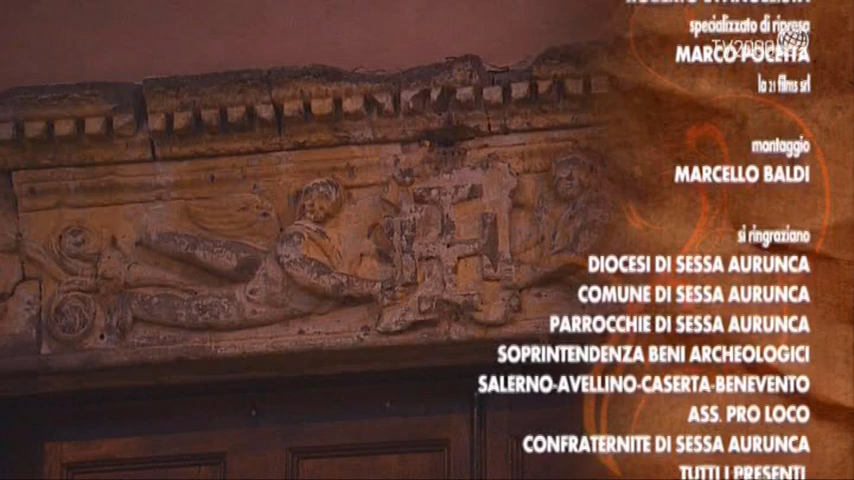 specializzato di ripresa
TV2000
MARCO POCETTA
la 21 films srl
montaggio
MARCELLO BALDI
si ringraziano
DIOCESI DI SESSA AURUNCA
COMUNE DI SESSA AURUNCA
PARROCCHIE DI SESSA AURUNCA
SOPRINTENDENZA BENI ARCHEOLOGICI
SALERNO-AVELLINO-CASERTA-BENEVENTO
ASS. PRO LOCO
CONFRATERNITE DI SESSA AURUNCA
TUTTI I PRESENTI